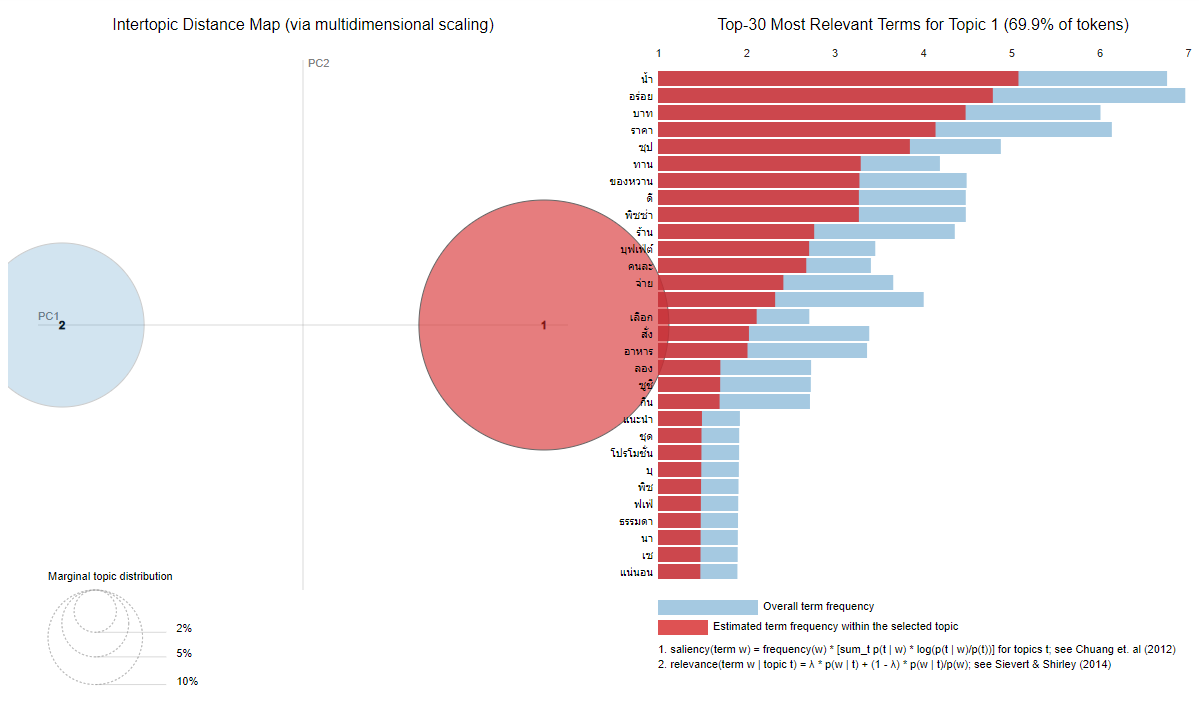 Intertopic Distance Map (via multidimensional scaling)
PC2
PC1
2
1
Marginal topic distribution
2%
5%
10%
Top-30 Most Relevant Terms for Topic 1 (69.9% of tokens)
1 2 3 4 5 6 7
น้ำ
อร่อย
บาท
ราคา
ซุป
ทาน
ของหวาน
ดี
พิซซ่า
ร้าน
บุฟเฟ่ต์
คนละ
จ่าย
เลือก
สั่ง
อาหาร
ลอง
ซูชิ
กิน
แนะนำ
ชุด
โปรโมชั่น
บุ
พิซ
ฟเฟ่
ธรรมดา
นา
เซ
แน่นอน
Overall term frequency
Estimated term frequency within the selected topic
1. saliency(term w) = frequency(w) * [sum_t p(t | w) * log(p(t | w)/p(t))] for topics t; see Chuang et. al (2012)
2. relevance(term w | topic t) = λ * p(w | t) + (1 - λ) * p(w | t)/p(w); see Sievert & Shirley (2014)